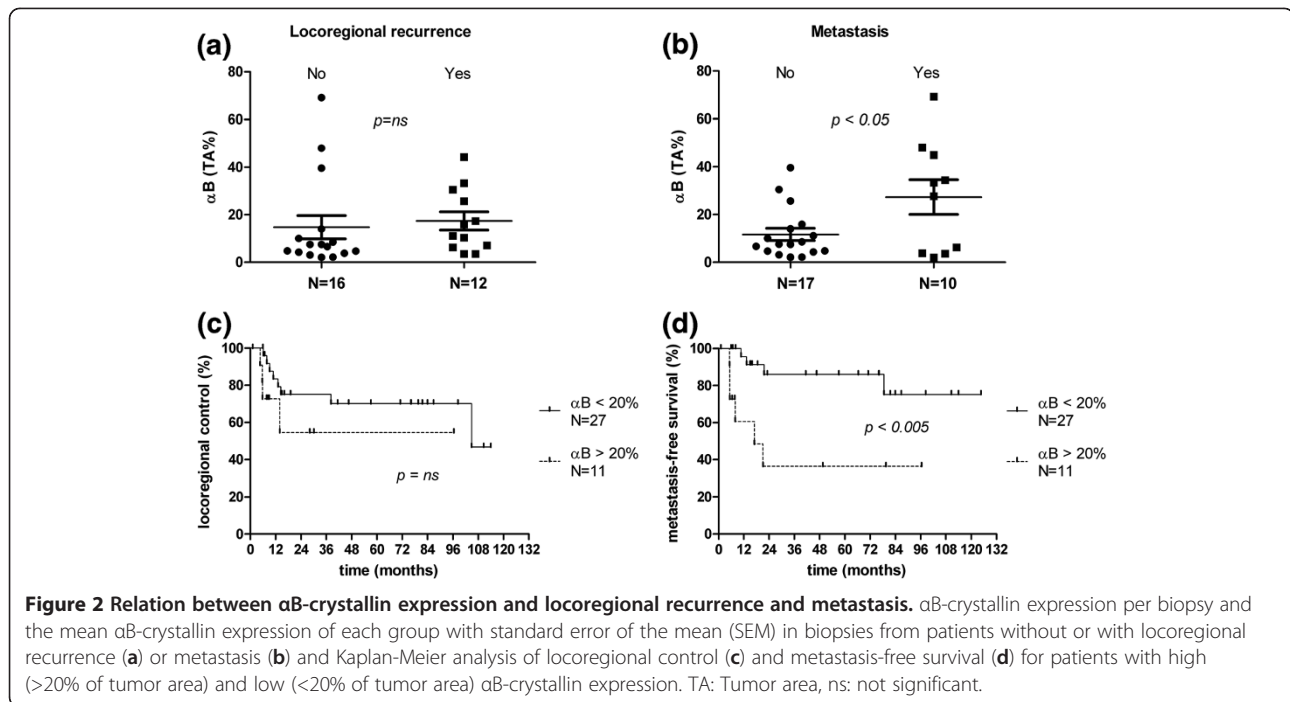 (a) Locoregional recurrence
No Yes
p=ns
αB (TA%)
80
60
40
20
0
N=16 N=12
(b) Metastasis
No Yes
p < 0.05
αB (TA%)
80
60
40
20
0
N=17 N=10
(c)
locoregional control (%)
100
80
60
40
20
0
p = ns
0 12 24 36 48 60 72 84 96 108 120 132
time (months)
αB < 20%
N=27
αB > 20%
N=11
(d)
metastasis-free survival (%)
100
80
60
40
20
0
p < 0.005
0 12 24 36 48 60 72 84 96 108 120 132
time (months)
αB < 20%
N=27
αB > 20%
N=11
Figure 2 Relation between αB-crystallin expression and locoregional recurrence and metastasis. αB-crystallin expression per biopsy and
the mean αB-crystallin expression of each group with standard error of the mean (SEM) in biopsies from patients without or with locoregional
recurrence (a) or metastasis (b) and Kaplan-Meier analysis of locoregional control (c) and metastasis-free survival (d) for patients with high
(>20% of tumor area) and low (<20% of tumor area) αB-crystallin expression. TA: Tumor area, ns: not significant.